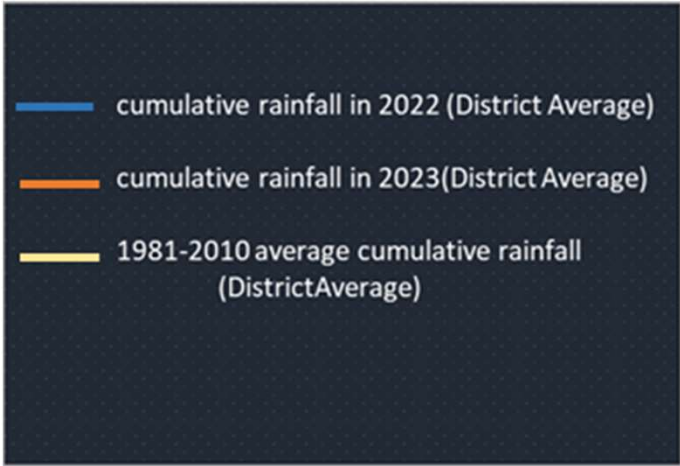 cumulative rainfall in 2022 (District Average)
cumulative rainfall in 2023(District Average)
1981-2010 average cumulative rainfall
(DistrictAverage)